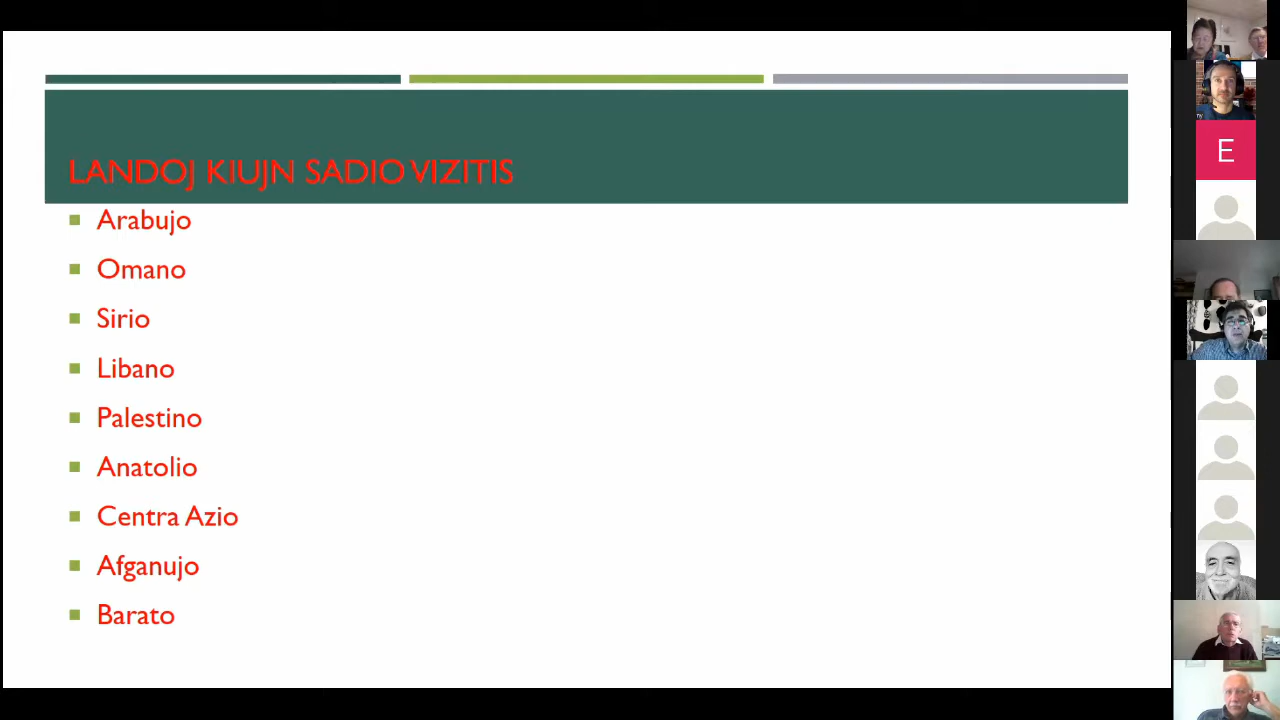 LANDOJ KIUJN SADIO VIZITIS
Arabujo
Omano
Sirio
Libano
Palestino
Anatolio
Centra Azio
Afganujo
Barato
E